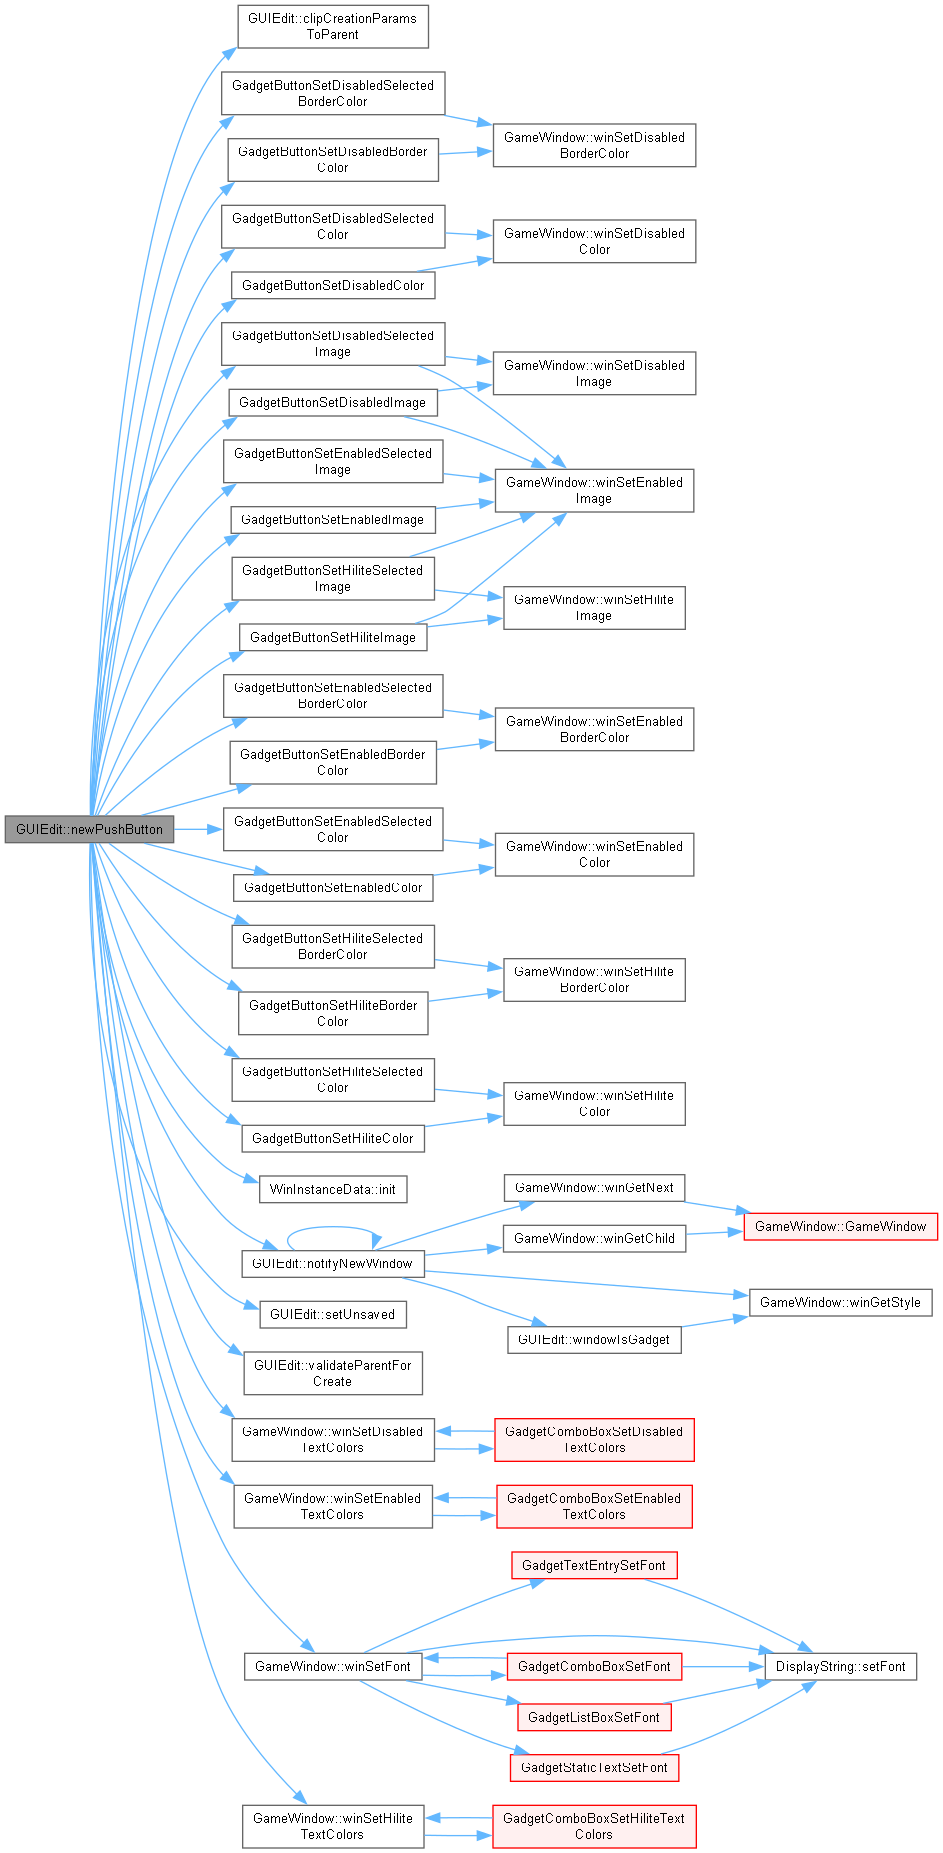 GUIEdit::clipCreationParams
ToParent
GadgetButtonSetDisabledSelected
BorderColor
GameWindow::winSetDisabled
BorderColor
GadgetButtonSetDisabledBorder
Color
GadgetButtonSetDisabledSelected
Color
GameWindow::winSetDisabled
Color
GadgetButtonSetDisabledColor
GadgetButtonSetDisabledSelected
Image
GameWindow::winSetDisabled
Image
GadgetButtonSetDisabledImage
GadgetButtonSetEnabledSelected
Image
GameWindow::winSetEnabled
Image
GadgetButtonSetEnabledImage
GadgetButtonSetHiliteSelected
Image
GameWindow::winSetHilite
Image
GadgetButtonSetHiliteImage
GadgetButtonSetEnabledSelected
BorderColor
GameWindow::winSetEnabled
BorderColor
GadgetButtonSetEnabledBorder
Color
GUIEdit::newPushButton
GadgetButtonSetEnabledSelected
Color
GameWindow::winSetEnabled
Color
GadgetButtonSetEnabledColor
GadgetButtonSetHiliteSelected
BorderColor
GameWindow::winSetHilite
BorderColor
GadgetButtonSetHiliteBorder
Color
GadgetButtonSetHiliteSelected
Color
GameWindow::winSetHilite
Color
GadgetButtonSetHiliteColor
WinInstanceData::init
GameWindow::winGetNext
GameWindow::GameWindow
GameWindow::winGetChild
GUIEdit::notifyNewWindow
GameWindow::winGetStyle
GUIEdit::setUnsaved
GUIEdit::windowIsGadget
GUIEdit::validateParentFor
Create
GameWindow::winSetDisabled
TextColors
GadgetComboBoxSetDisabled
TextColors
GameWindow::winSetEnabled
TextColors
GadgetComboBoxSetEnabled
TextColors
GadgetTextEntrySetFont
GameWindow::winSetFont
GadgetComboBoxSetFont
DisplayString::setFont
GadgetListBoxSetFont
GadgetStaticTextSetFont
GameWindow::winSetHilite
TextColors
GadgetComboBoxSetHiliteText
Colors